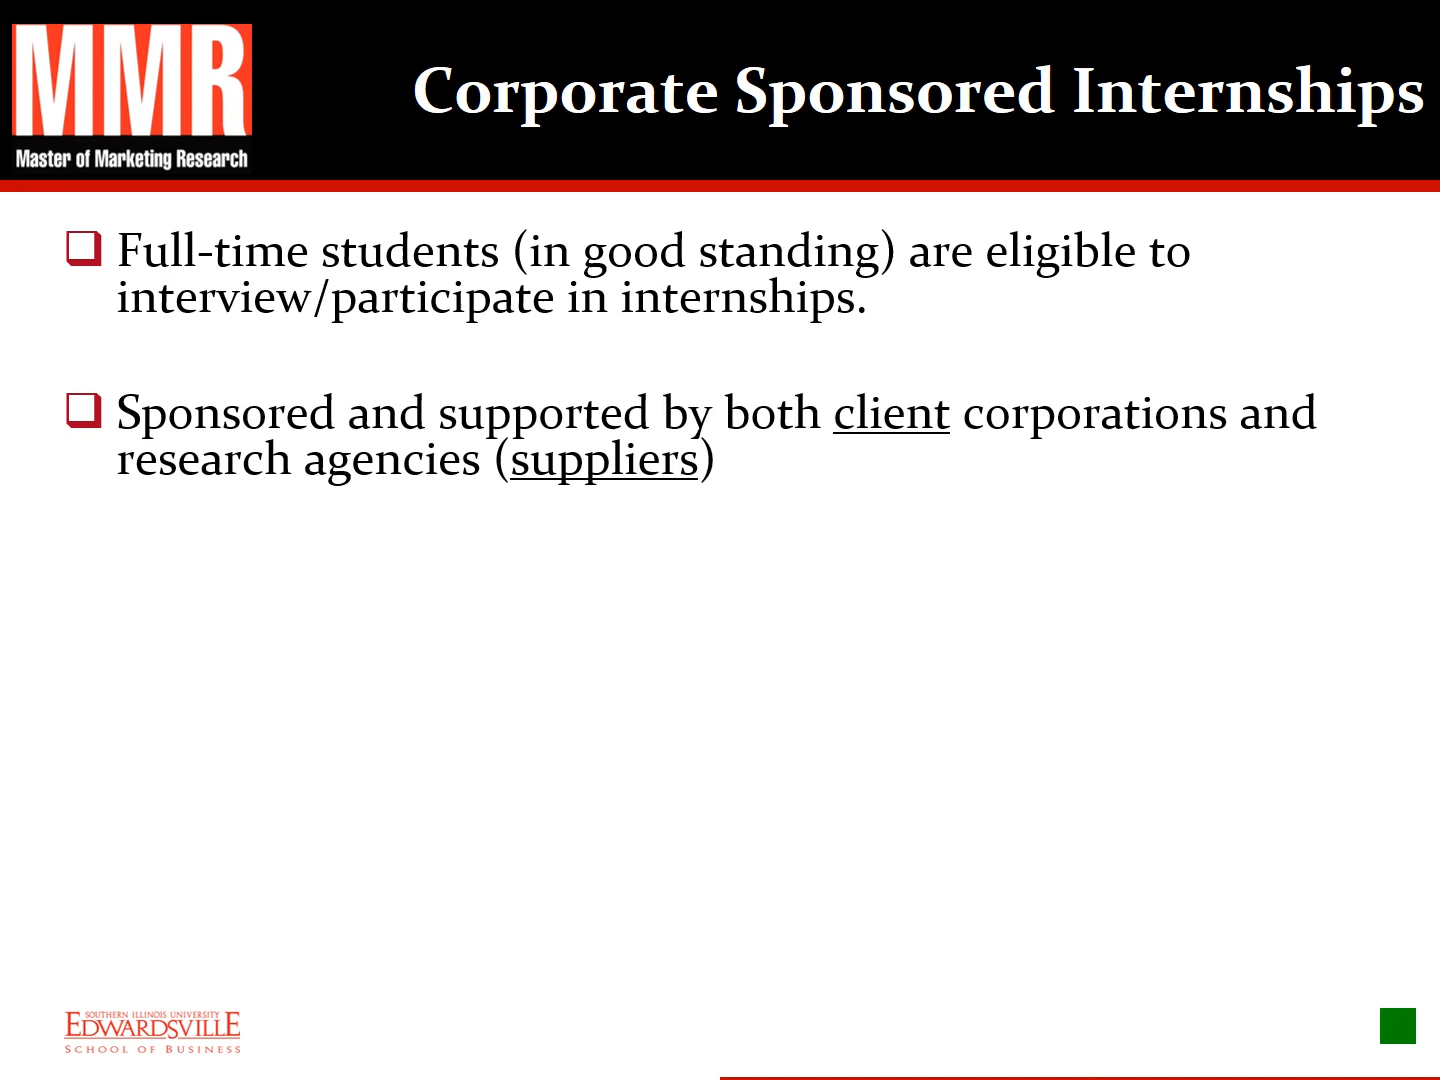 MMR
Master of Marketing Research
Corporate Sponsored Internships
Full-time students (in good standing) are eligible to
interview/participate in internships.
Sponsored and supported by both client corporations and
research agencies (suppliers)
SOUTHERN ILLINOIS UNIVERSITY
EDWARDSVILLE
SCHOOL OF BUSINESS